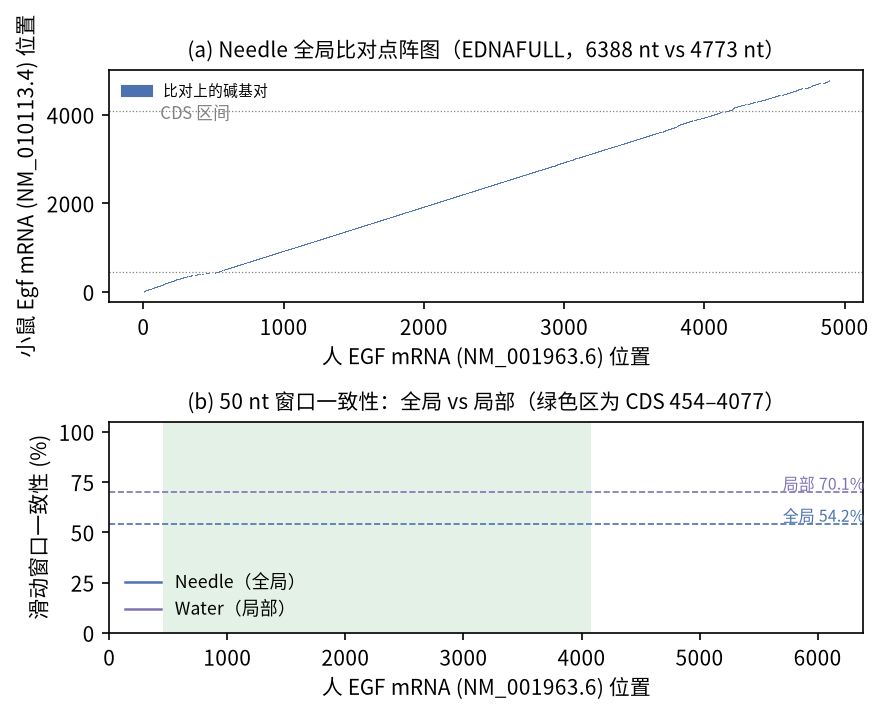 (a) Needle 全局比对点阵图（EDNAFULL，6388 nt vs 4773 nt）
小鼠 Egf mRNA (NM_010113.4) 位置
比对上的碱基对
CDS 区间
4000
2000
0
0 1000 2000 3000 4000 5000
人 EGF mRNA (NM_001963.6) 位置
(b) 50 nt 窗口一致性：全局 vs 局部（绿色区为 CDS 454–4077）
滑动窗口一致性 (%)
100
75
50
25
0
局部 70.1%
全局 54.2%
Needle（全局）
Water（局部）
0 1000 2000 3000 4000 5000 6000
人 EGF mRNA (NM_001963.6) 位置